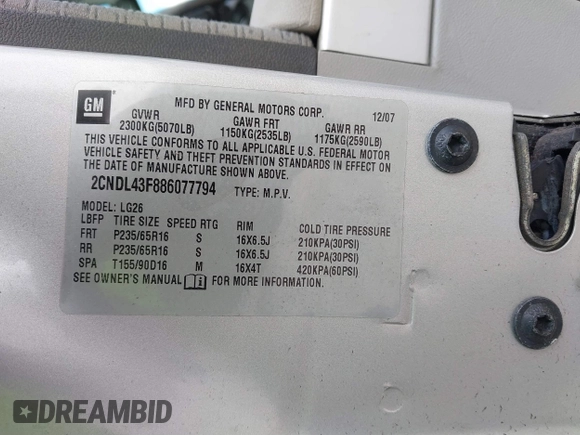 GM
MFD BY GENERAL MOTORS CORP. 12/07
GVWR GAWR FRT GAWR RR
2300KG(5070LB) 1150KG(2535LB) 1175KG(2590LB)
THIS VEHICLE CONFORMS TO ALL APPLICABLE U.S. FEDERAL MOTOR
VEHICLE SAFETY AND THEFT PREVENTION STANDARDS IN EFFECT ON
THE DATE OF MANUFACTURE SHOWN ABOVE.
2CNDL43F886077794 TYPE: M.P.V.
MODEL: LG26
LBFP TIRE SIZE SPEED RTG RIM COLD TIRE PRESSURE
FRT P235/65R16 S 16X6.5J 210KPA(30PSI)
RR P235/65R16 S 16X6.5J 210KPA(30PSI)
SPA T155/90D16 M 16X4T 420KPA(60PSI)
SEE OWNER'S MANUAL FOR MORE INFORMATION.
DREAMBID